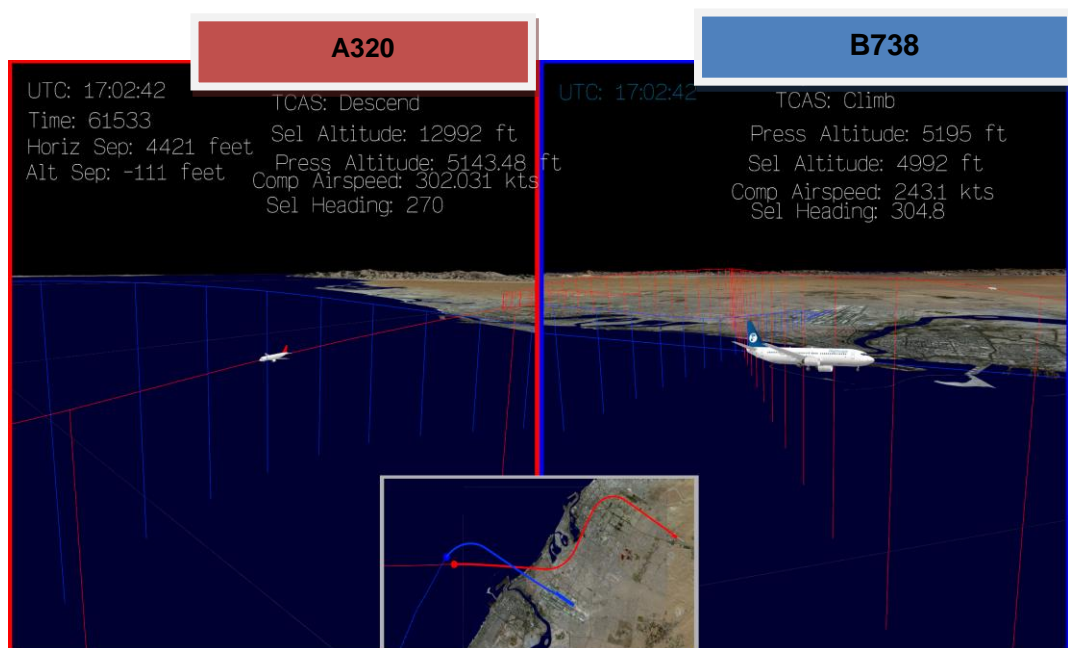 A320
B738
UTC: 17:02:42
Time: 61533
Horiz Sep: 4421 feet
Alt Sep: -111 feet
TCAS: Descend
Sel Altitude: 12992 ft
Press Altitude: 5143.48 ft
Comp Airspeed: 302.031 kts
Sel Heading: 270
UTC: 17:02:42
TCAS: Climb
Press Altitude: 5195 ft
Sel Altitude: 4992 ft
Comp Airspeed: 243.1 kts
Sel Heading: 304.8